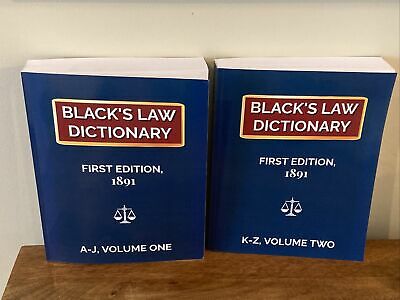 BLACK'S LAW
DICTIONARY
FIRST EDITION,
1891
A-J, VOLUME ONE
BLACK'S LAW
DICTIONARY
FIRST EDITION,
1891
K-Z, VOLUME TWO